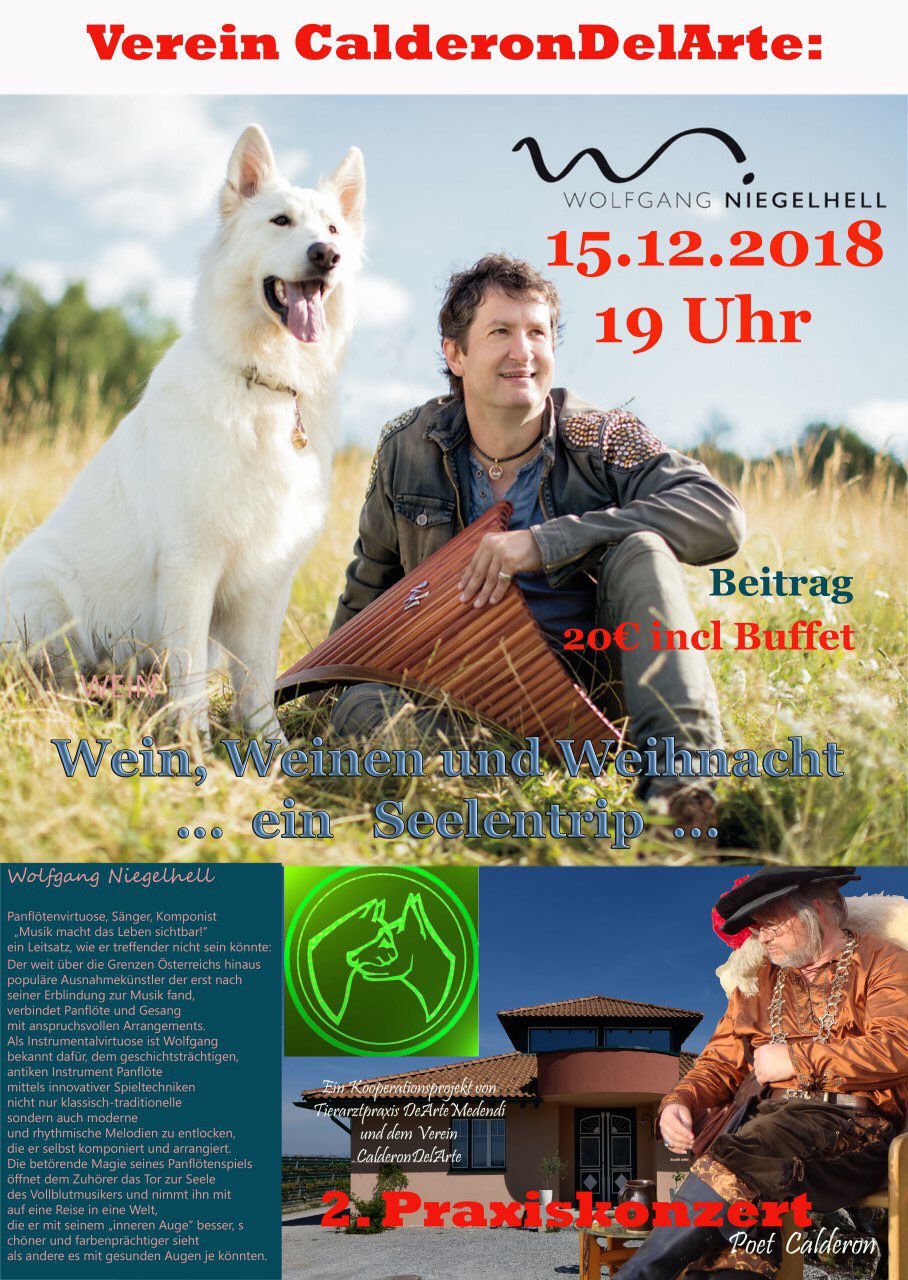 Verein CalderonDelArte:
WOLFGANG NIEGELHELL
15.12.2018
19 Uhr
Beitrag
20€ incl Buffet
WEIN
Wein, Weinen und Weihnacht
... ein Seelentrip ...
Wolfgang Niegelhell
Panflötenvirtuose, Sänger, Komponist
„Musik macht das Leben sichtbar!“
ein Leitsatz, wie er treffender nicht sein könnte:
Der weit über die Grenzen Österreichs hinaus
populäre Ausnahmekünstler der erst nach
seiner Erblindung zur Musik fand,
verbindet Panflöte und Gesang
mit anspruchsvollen Arrangements.
Als Instrumentalvirtuose ist Wolfgang
bekannt dafür, dem geschichtsträchtigen,
antiken Instrument Panflöte
mittels innovativer Spieltechniken
nicht nur klassisch-traditionelle
sondern auch moderne
und rhythmische Melodien zu entlocken,
die er selbst komponiert und arrangiert.
Die betörende Magie seines Panflötenspiels
öffnet dem Zuhörer das Tor zur Seele
des Vollblutmusikers und nimmt ihn mit
auf eine Reise in eine Welt,
die er mit seinem „inneren Auge“ besser, s
chöner und farbenprächtiger sieht
als andere es mit gesunden Augen je könnten.
Ein Kooperationsprojekt von
Tierarztpraxis DeArteMedendi
und dem Verein
CalderonDelArte
2. Praxiskonzert
Poet Calderon